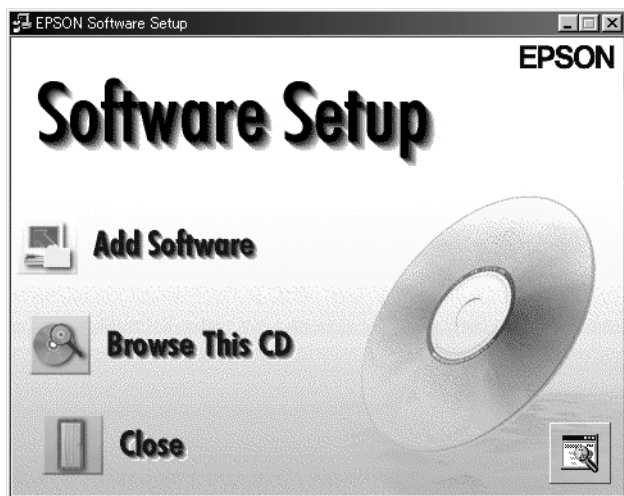 EPSON Software Setup
EPSON
Software Setup
Add Software
Browse This CD
Close